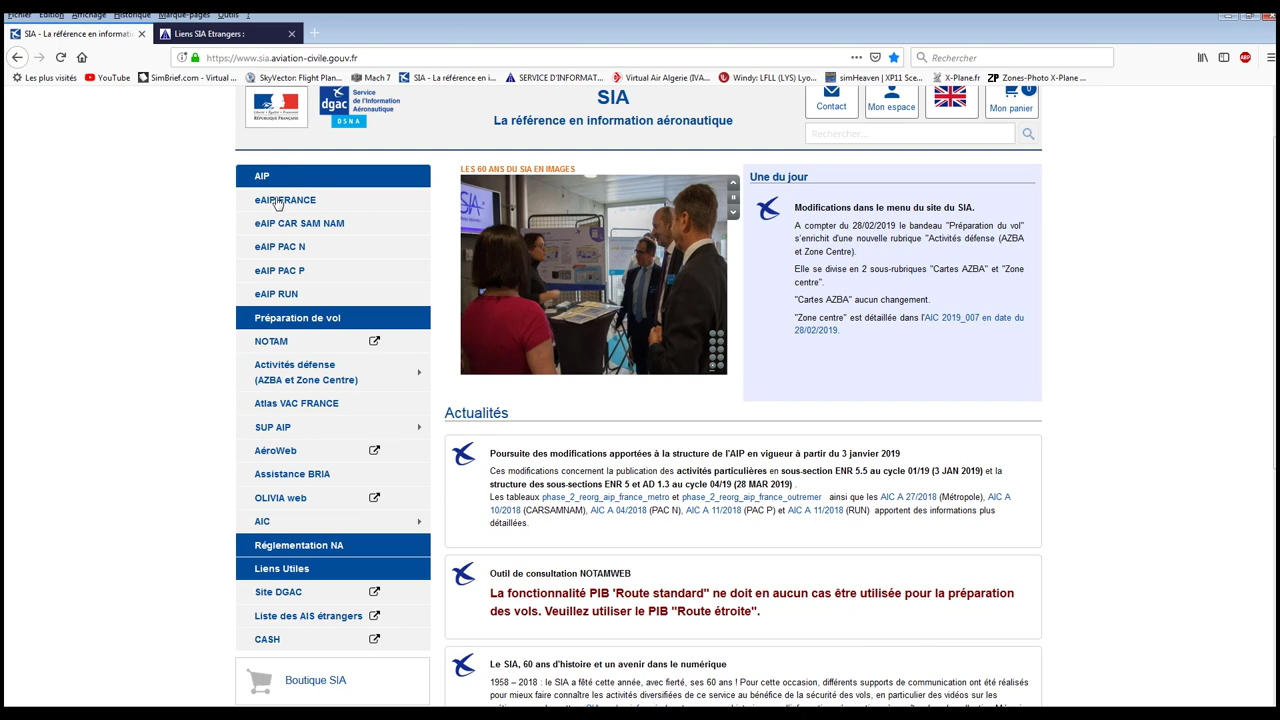 Fichier Edition Affichage Historique Marque-pages Outils ?
SIA - La référence en informatio
Liens SIA Etrangers :
https://www.sia.aviation-civile.gouv.fr
Rechercher
ABP
Les plus visités YouTube SimBrief.com - Virtual ... SkyVector: Flight Plan... Mach 7 SIA - La référence en i... SERVICE D'INFORMAT... Virtual Air Algerie (IVA... Windy: LFLL (LYS) Lyo... simHeaven | XP11 Sce... X-Plane.fr Zones-Photo X-Plane ...
RÉPUBLIQUE FRANÇAISE
dgac
DSNA
Service de l'Information Aéronautique
SIA
La référence en information aéronautique
Contact
Mon espace
0
Mon panier
Rechercher...
AIP
eAIP FRANCE
eAIP CAR SAM NAM
eAIP PAC N
eAIP PAC P
eAIP RUN
Préparation de vol
NOTAM
Activités défense
(AZBA et Zone Centre)
Atlas VAC FRANCE
SUP AIP
AéroWeb
Assistance BRIA
OLIVIA web
AIC
Réglementation NA
Liens Utiles
Site DGAC
Liste des AIS étrangers
CASH
Boutique SIA
LES 60 ANS DU SIA EN IMAGES
Une du jour
Modifications dans le menu du site du SIA.
A compter du 28/02/2019 le bandeau "Préparation du vol"
s'enrichit d'une nouvelle rubrique "Activités défense (AZBA
et Zone Centre).
Elle se divise en 2 sous-rubriques "Cartes AZBA" et "Zone
centre".
"Cartes AZBA" aucun changement.
"Zone centre" est détaillée dans l'AIC 2019_007 en date du
28/02/2019.
Actualités
Poursuite des modifications apportées à la structure de l'AIP en vigueur à partir du 3 janvier 2019
Ces modifications concernent la publication des activités particulières en sous-section ENR 5.5 au cycle 01/19 (3 JAN 2019) et la
structure des sous-sections ENR 5 et AD 1.3 au cycle 04/19 (28 MAR 2019) .
Les tableaux phase_2_reorg_aip_france_metro et phase_2_reorg_aip_france_outremer ainsi que les AIC A 27/2018 (Métropole), AIC A
10/2018 (CARSAMNAM), AIC A 04/2018 (PAC N), AIC A 11/2018 (PAC P) et AIC A 11/2018 (RUN) apportent des informations plus
détaillées.
Outil de consultation NOTAMWEB
La fonctionnalité PIB 'Route standard" ne doit en aucun cas être utilisée pour la préparation
des vols. Veuillez utiliser le PIB "Route étroite".
Le SIA, 60 ans d'histoire et un avenir dans le numérique
1958 – 2018 : le SIA a fêté cette année, avec fierté, ses 60 ans ! Pour cette occasion, différents supports de communication ont été réalisés
pour mieux faire connaître les activités diversifiées de ce service au bénéfice de la sécurité des vols, en particulier des vidéos sur les